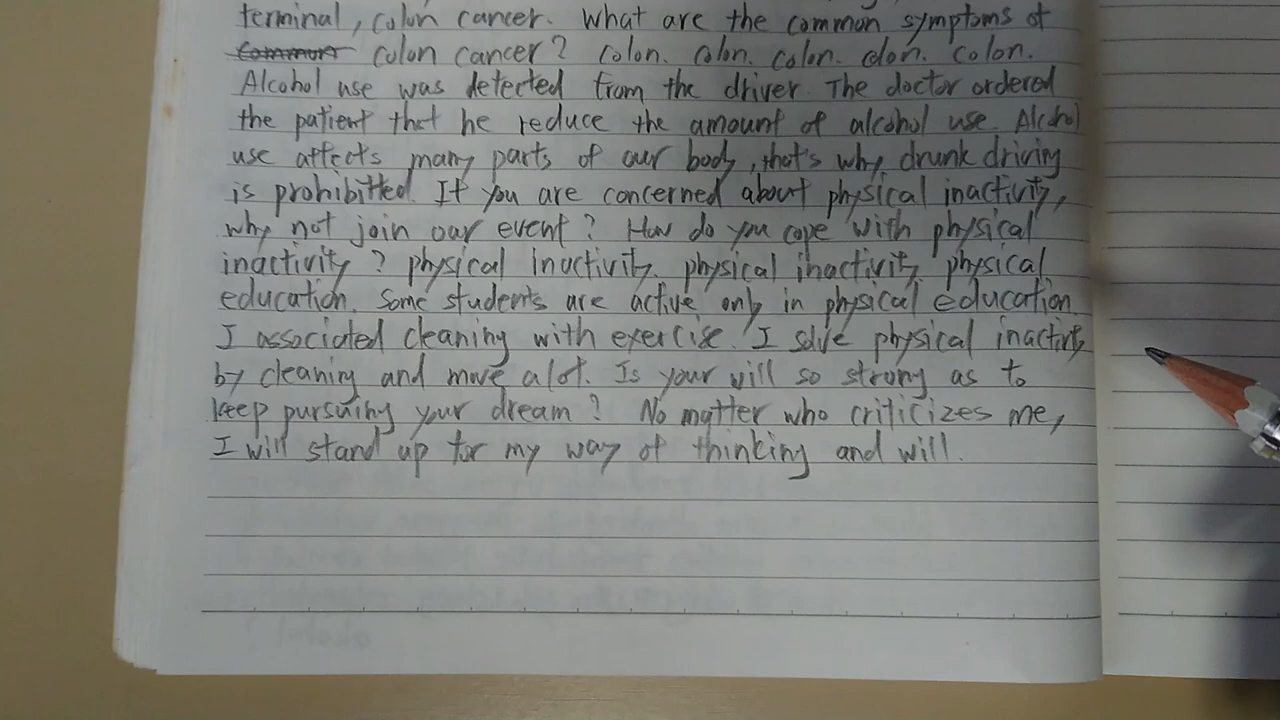 terminal, colon cancer. What are the common symptoms of
common colon cancer? colon. colon. colon. colon. colon.
Alcohol use was detected from the driver. The doctor ordered
the patient that he reduce the amount of alcohol use. Alcohol
use affects many parts of our body, that's why drunk driving
is prohibitted. If you are concerned about physical inactivity,
why not join our event? How do you cope with physical
inactivity? physical inactivity. physical inactivity physical
education. Some students are active only in physical education.
I associated cleaning with exercise. I solve physical inactivity
by cleaning and move alot. Is your will so strong as to
keep pursuing your dream? No matter who criticizes me,
I will stand up for my way of thinking and will.